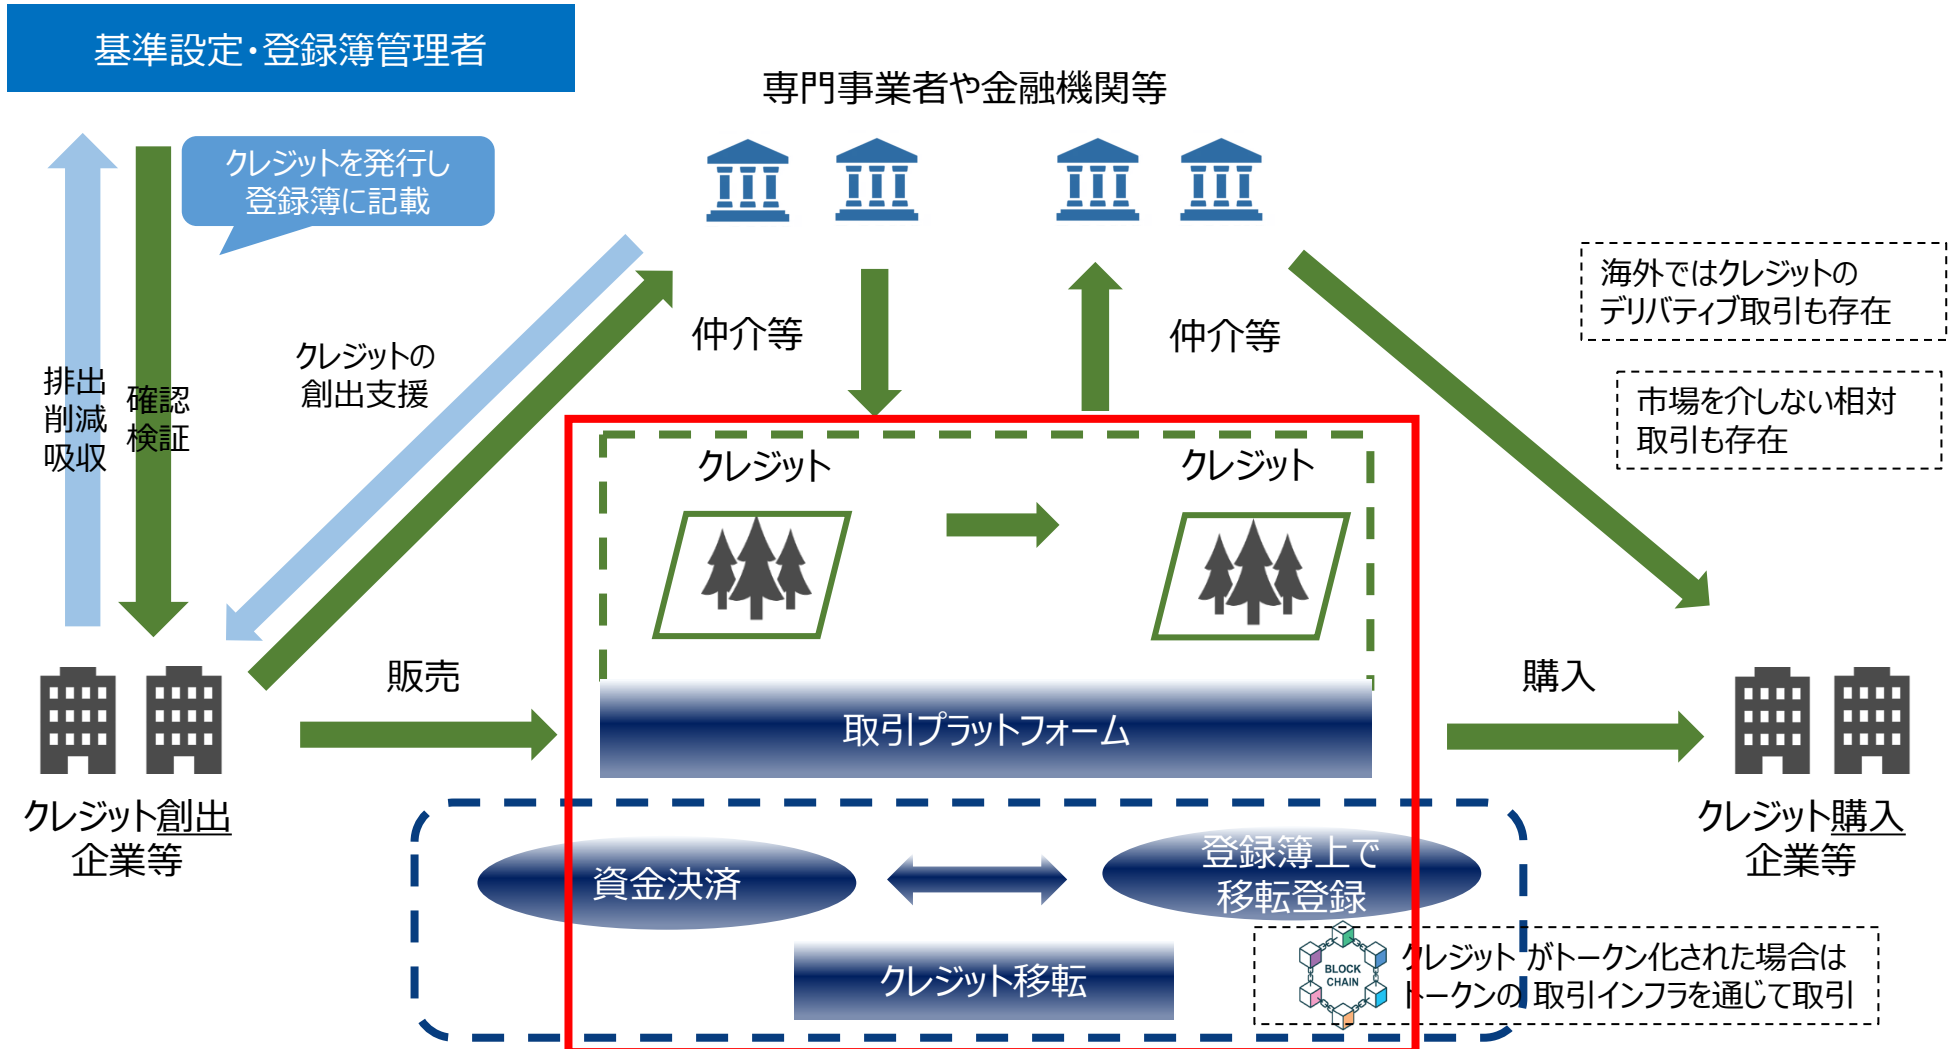 基準設定・登録簿管理者
専門事業者や金融機関等
クレジットを発行し
登録簿に記載
海外ではクレジットの
デリバティブ取引も存在
仲介等
仲介等
クレジットの
創出支援
排出
削減
吸収
確認
検証
市場を介しない相対
取引も存在
クレジット
クレジット
販売
購入
取引プラットフォーム
クレジット創出
企業等
クレジット購入
企業等
資金決済
登録簿上で
移転登録
クレジット移転
BLOCK
CHAIN
クレジット がトークン化された場合は
トークンの 取引インフラを通じて取引